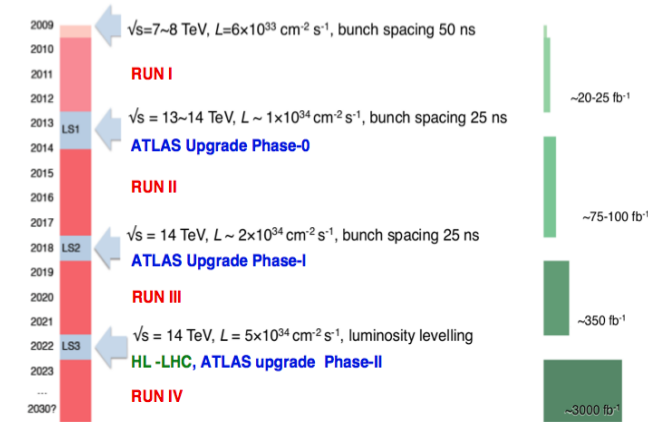 2009
√s=7~8 TeV, L=6×10³³ cm⁻² s⁻¹, bunch spacing 50 ns
2010
2011
RUN I
2012
~20-25 fb⁻¹
2013
LS1
√s = 13~14 TeV, L ~ 1×10³⁴ cm⁻² s⁻¹, bunch spacing 25 ns
2014
ATLAS Upgrade Phase-0
2015
RUN II
2016
2017
~75-100 fb⁻¹
√s = 14 TeV, L ~ 2×10³⁴ cm⁻² s⁻¹, bunch spacing 25 ns
2018
LS2
ATLAS Upgrade Phase-I
2019
2020
RUN III
2021
~350 fb⁻¹
√s = 14 TeV, L = 5×10³⁴ cm⁻² s⁻¹, luminosity levelling
2022
LS3
HL -LHC, ATLAS upgrade Phase-II
2023
...
RUN IV
2030?
~3000 fb⁻¹